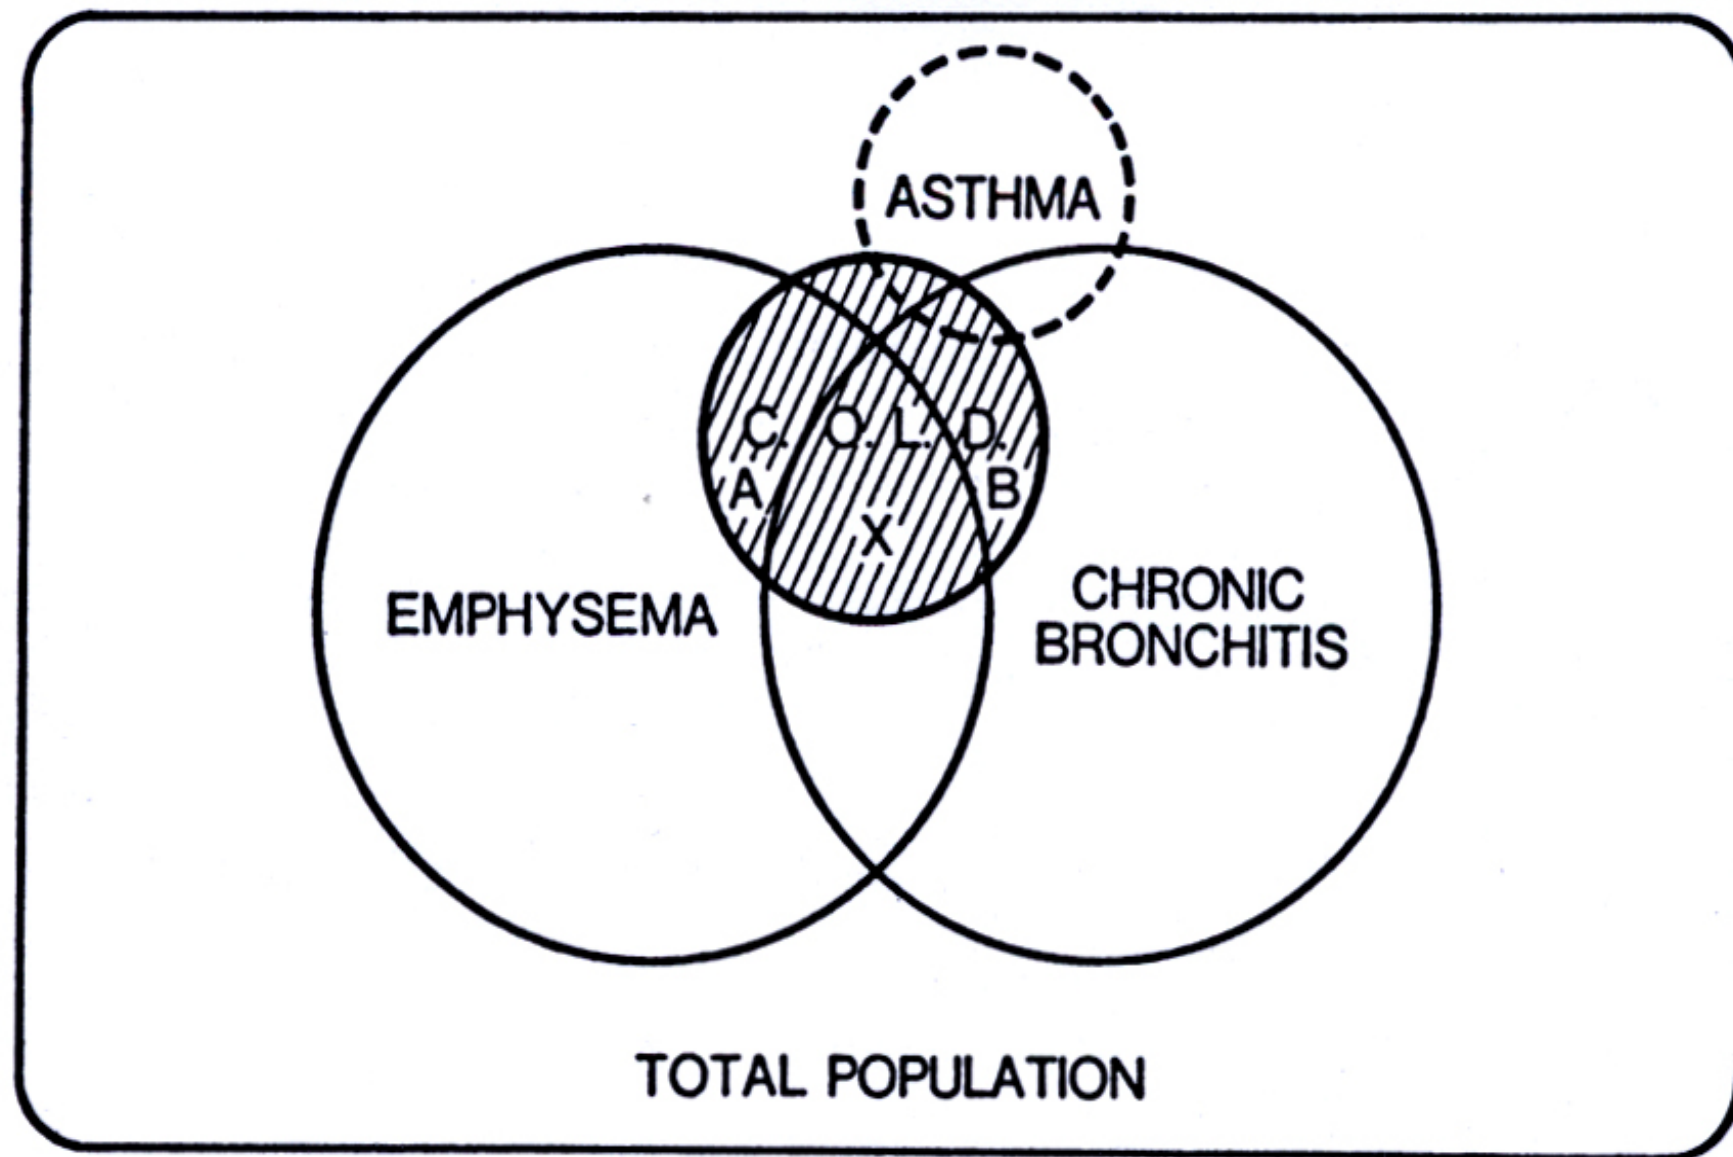 ASTHMA
C. O. L. D.
A B
X
EMPHYSEMA
CHRONIC
BRONCHITIS
TOTAL POPULATION